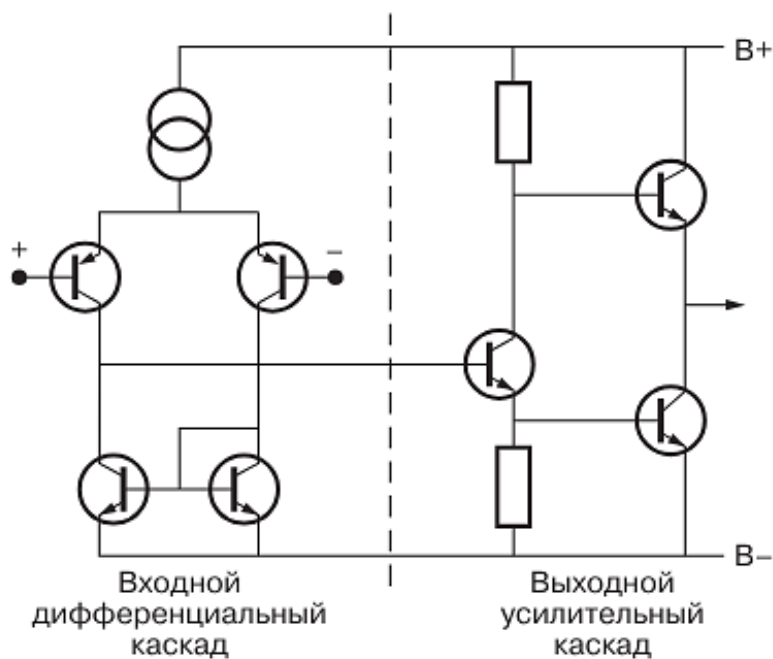 B+
+
–
B–
Входной
дифференциальный
каскад
Выходной
усилительный
каскад